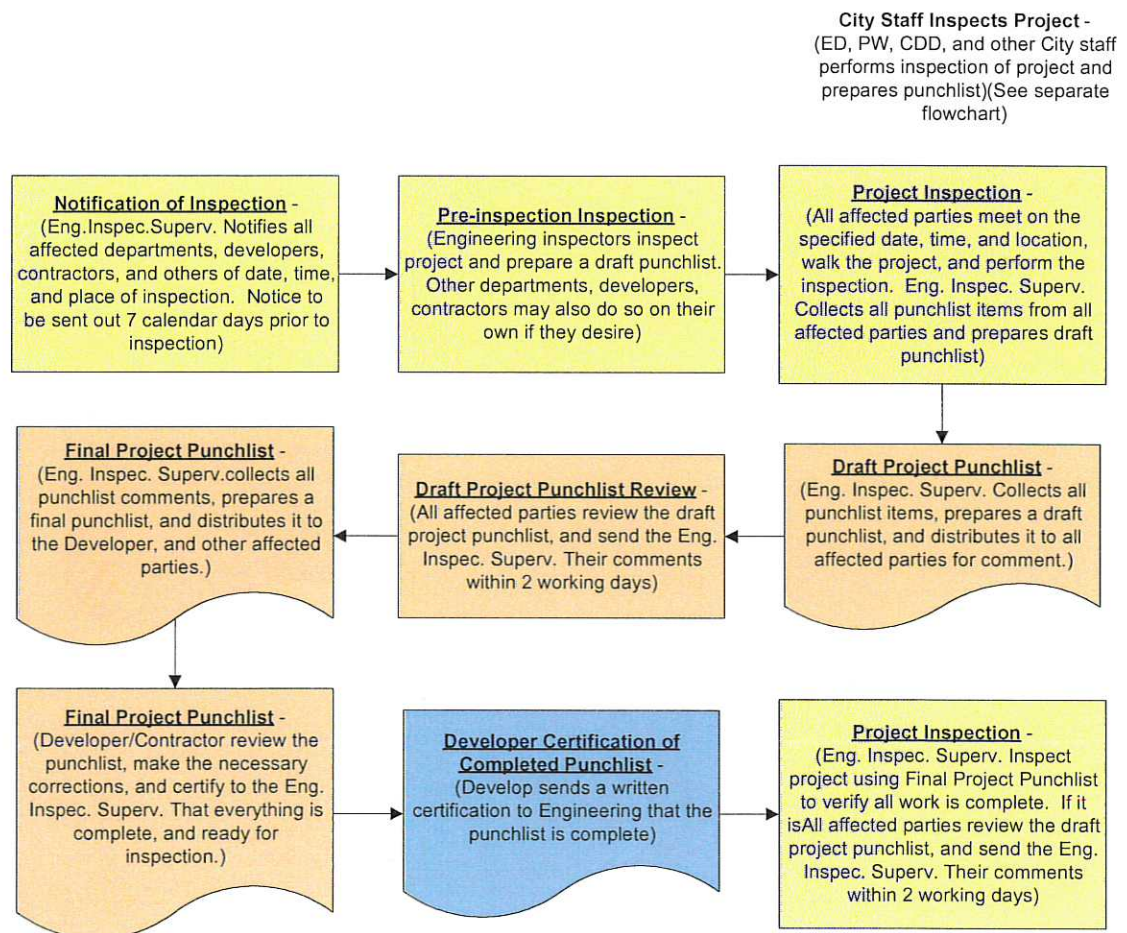 City Staff Inspects Project -
(ED, PW, CDD, and other City staff
performs inspection of project and
prepares punchlist)(See separate
flowchart)
Notification of Inspection -
(Eng.Inspec.Superv. Notifies all
affected departments, developers,
contractors, and others of date, time,
and place of inspection. Notice to
be sent out 7 calendar days prior to
inspection)
Pre-inspection Inspection -
(Engineering inspectors inspect
project and prepare a draft punchlist.
Other departments, developers,
contractors may also do so on their
own if they desire)
Project Inspection -
(All affected parties meet on the
specified date, time, and location,
walk the project, and perform the
inspection. Eng. Inspec. Superv.
Collects all punchlist items from all
affected parties and prepares draft
punchlist)
Draft Project Punchlist -
(Eng. Inspec. Superv. Collects all
punchlist items, prepares a draft
punchlist, and distributes it to all
affected parties for comment.)
Draft Project Punchlist Review -
(All affected parties review the draft
project punchlist, and send the Eng.
Inspec. Superv. Their comments
within 2 working days)
Final Project Punchlist -
(Eng. Inspec. Superv.collects all
punchlist comments, prepares a
final punchlist, and distributes it to
the Developer, and other affected
parties.)
Final Project Punchlist -
(Developer/Contractor review the
punchlist, make the necessary
corrections, and certify to the Eng.
Inspec. Superv. That everything is
complete, and ready for
inspection.)
Developer Certification of
Completed Punchlist -
(Develop sends a written
certification to Engineering that the
punchlist is complete)
Project Inspection -
(Eng. Inspec. Superv. Inspect
project using Final Project Punchlist
to verify all work is complete. If it
isAll affected parties review the draft
project punchlist, and send the Eng.
Inspec. Superv. Their comments
within 2 working days)